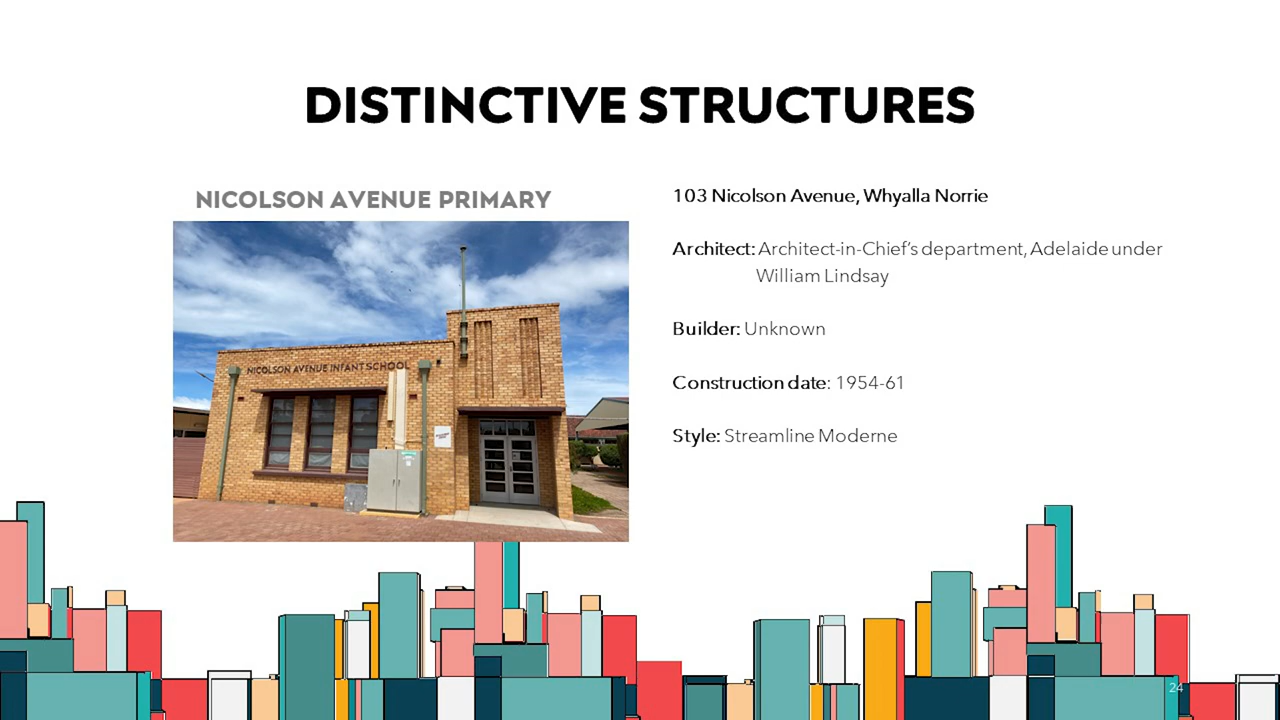 DISTINCTIVE STRUCTURES
NICOLSON AVENUE PRIMARY
NICOLSON AVENUE INFANT SCHOOL
103 Nicolson Avenue, Whyalla Norrie
Architect: Architect-in-Chief's department, Adelaide under
William Lindsay
Builder: Unknown
Construction date: 1954-61
Style: Streamline Moderne
24